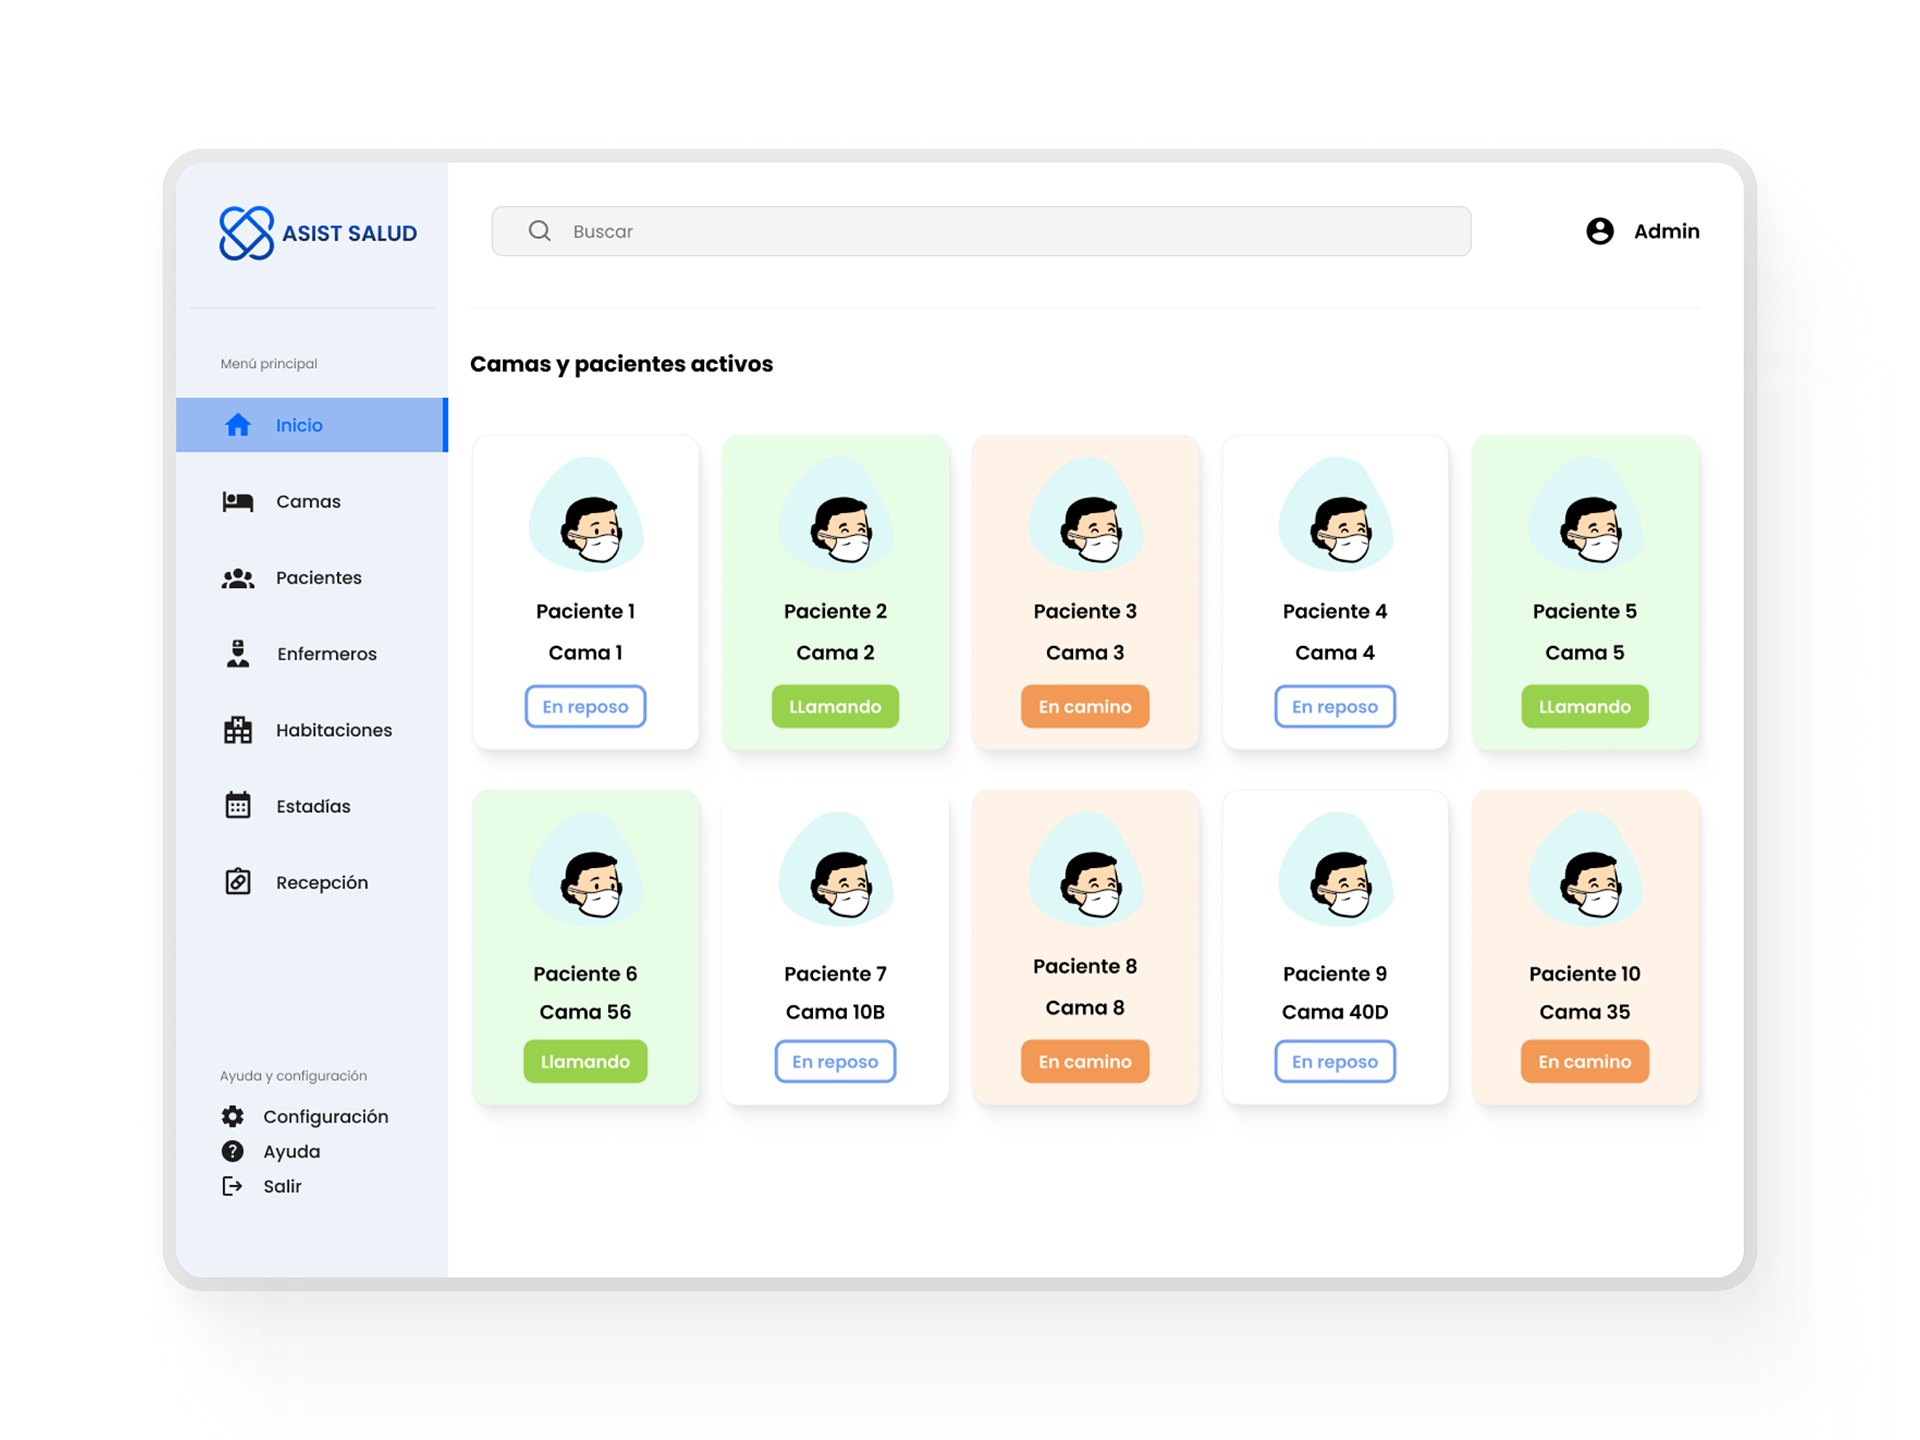 ASIST SALUD
Buscar
Admin
Menú principal
Inicio
Camas
Pacientes
Enfermeros
Habitaciones
Estadías
Recepción
Ayuda y configuración
Configuración
Ayuda
Salir
Camas y pacientes activos
Paciente 1
Cama 1
En reposo
Paciente 2
Cama 2
LLamando
Paciente 3
Cama 3
En camino
Paciente 4
Cama 4
En reposo
Paciente 5
Cama 5
LLamando
Paciente 6
Cama 56
Llamando
Paciente 7
Cama 10B
En reposo
Paciente 8
Cama 8
En camino
Paciente 9
Cama 40D
En reposo
Paciente 10
Cama 35
En camino